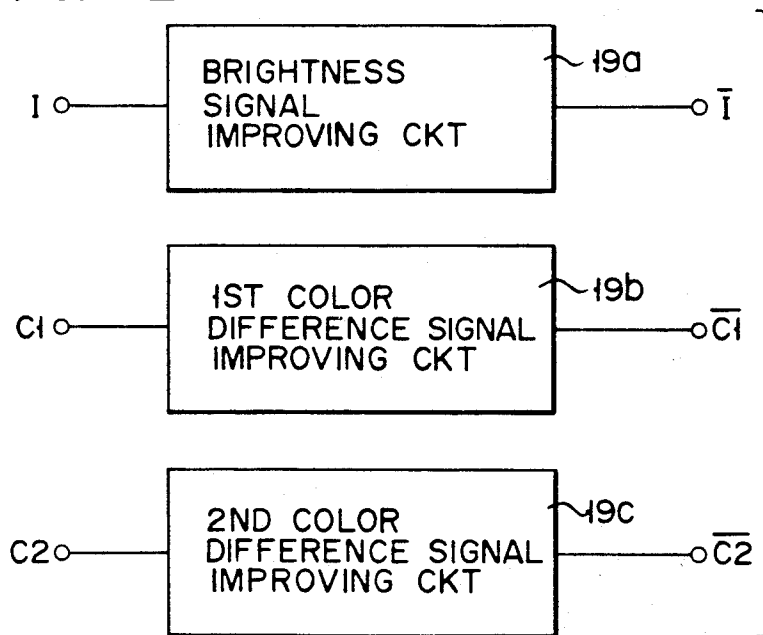 BRIGHTNESS
SIGNAL
IMPROVING CKT
19a
I
I̅
1ST COLOR
DIFFERENCE SIGNAL
IMPROVING CKT
19b
C1
C̅1̅
2ND COLOR
DIFFERENCE SIGNAL
IMPROVING CKT
19c
C2
C̅2̅